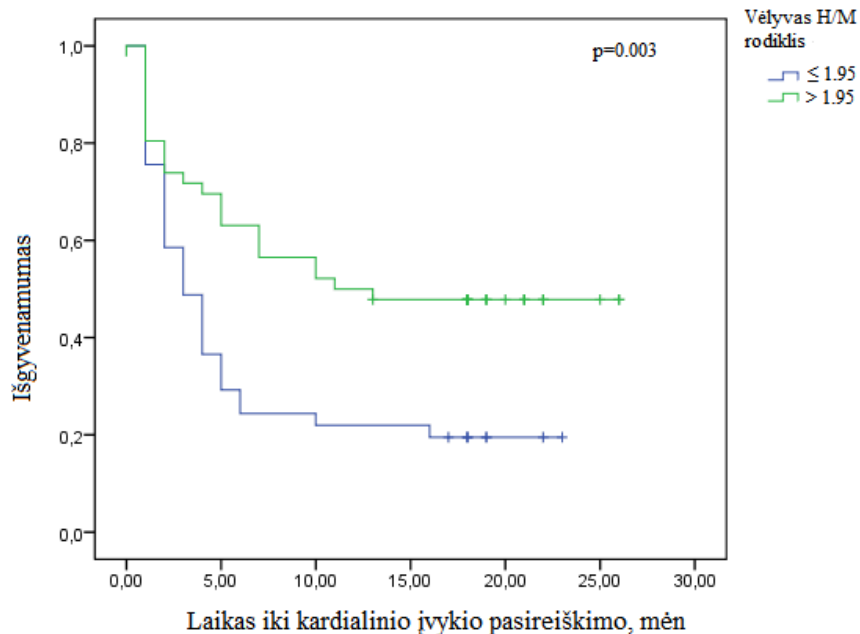 Vėlyvas H/M
rodiklis
≤ 1.95
> 1.95
p=0.003
1,0
0,8
0,6
0,4
0,2
0,0
Išgyvenamumas
0,00 5,00 10,00 15,00 20,00 25,00 30,00
Laikas iki kardialinio įvykio pasireiškimo, mėn